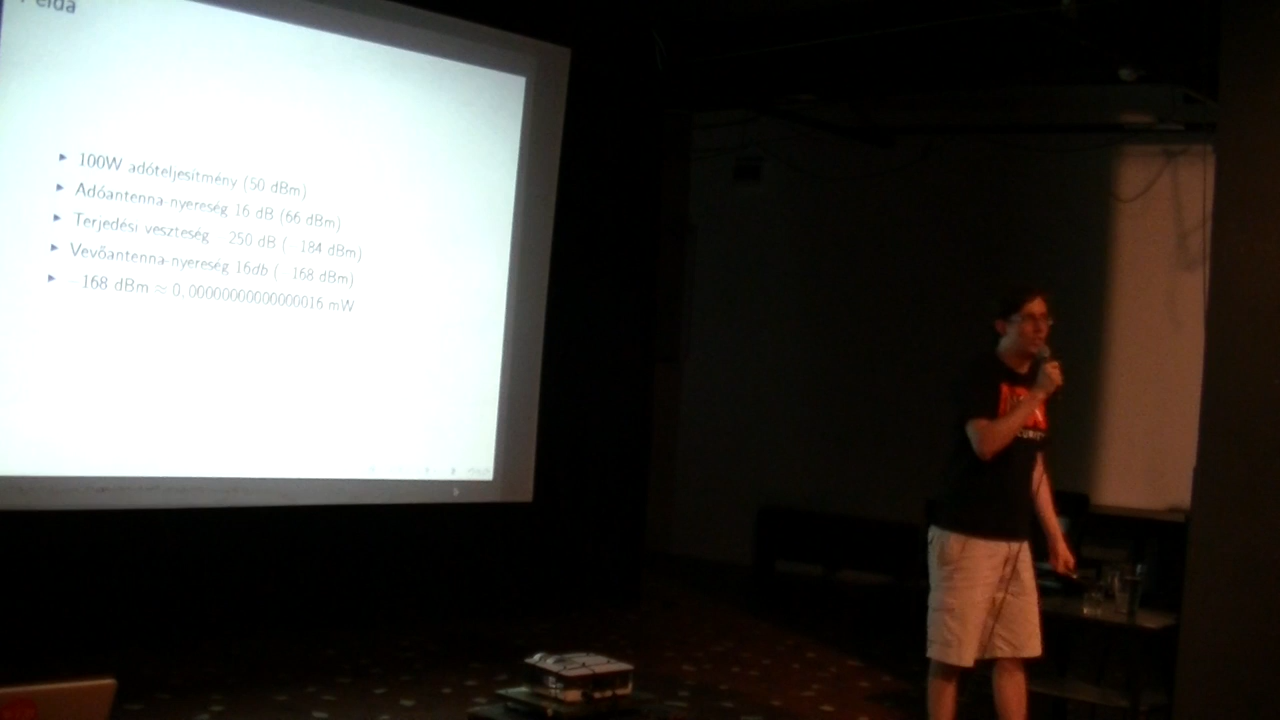 Példa
100W adóteljesítmény (50 dBm)
Adóantenna-nyereség 16 dB (66 dBm)
Terjedési veszteség −250 dB (−184 dBm)
Vevőantenna-nyereség 16db (−168 dBm)
−168 dBm ≈ 0,000000000000000016 mW